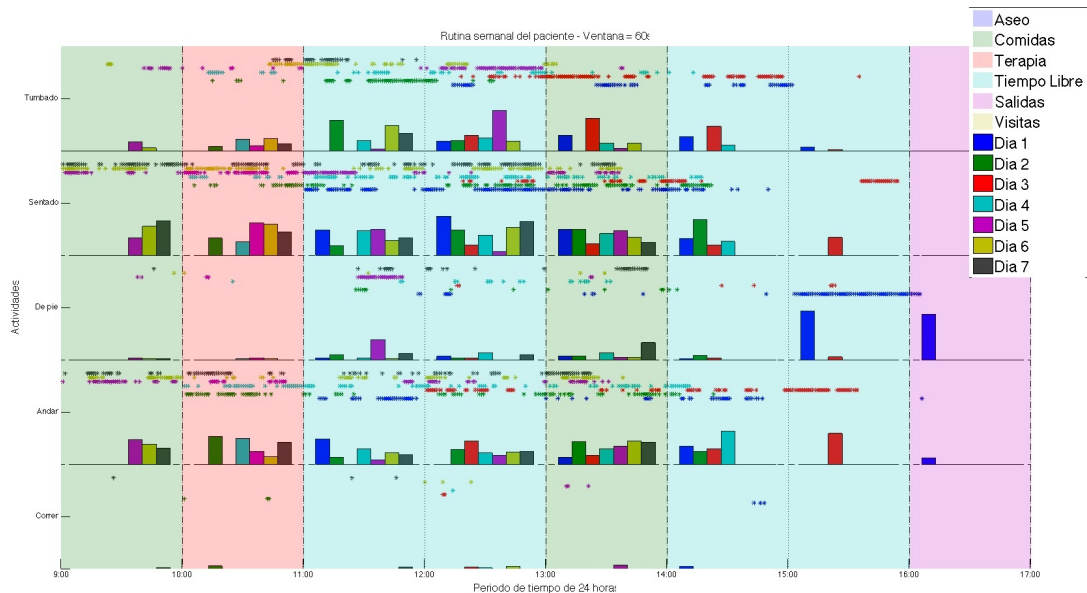 Rutina semanal del paciente - Ventana = 60s
Aseo
Comidas
Terapia
Tiempo Libre
Salidas
Visitas
Dia 1
Dia 2
Dia 3
Dia 4
Dia 5
Dia 6
Dia 7
Actividades
Tumbado
Sentado
De pie
Andar
Correr
9:00 10:00 11:00 12:00 13:00 14:00 15:00 16:00 17:00
Periodo de tiempo de 24 horas